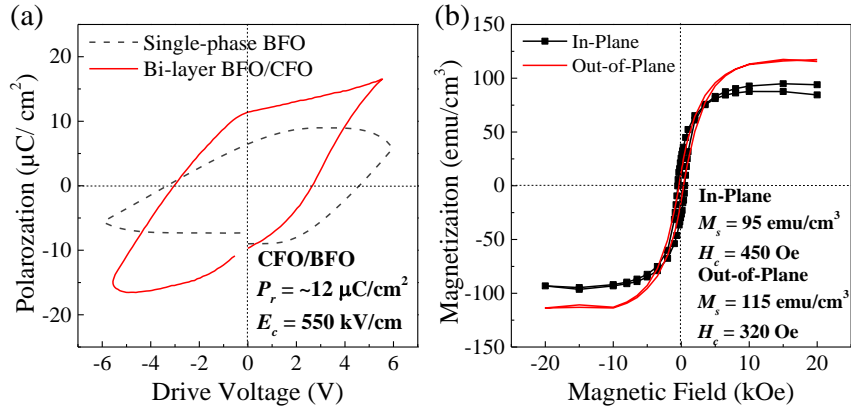 (a)
Single-phase BFO
Bi-layer BFO/CFO
Polarozation (μC/ cm²)
20
10
0
-10
-20
CFO/BFO
Pr = ~12 μC/cm²
Ec = 550 kV/cm
-6 -4 -2 0 2 4 6
Drive Voltage (V)
(b)
In-Plane
Out-of-Plane
Magnetizaiton (emu/cm³)
150
100
50
0
-50
-100
-150
In-Plane
Ms = 95 emu/cm³
Hc = 450 Oe
Out-of-Plane
Ms = 115 emu/cm³
Hc = 320 Oe
-20 -10 0 10 20
Magnetic Field (kOe)